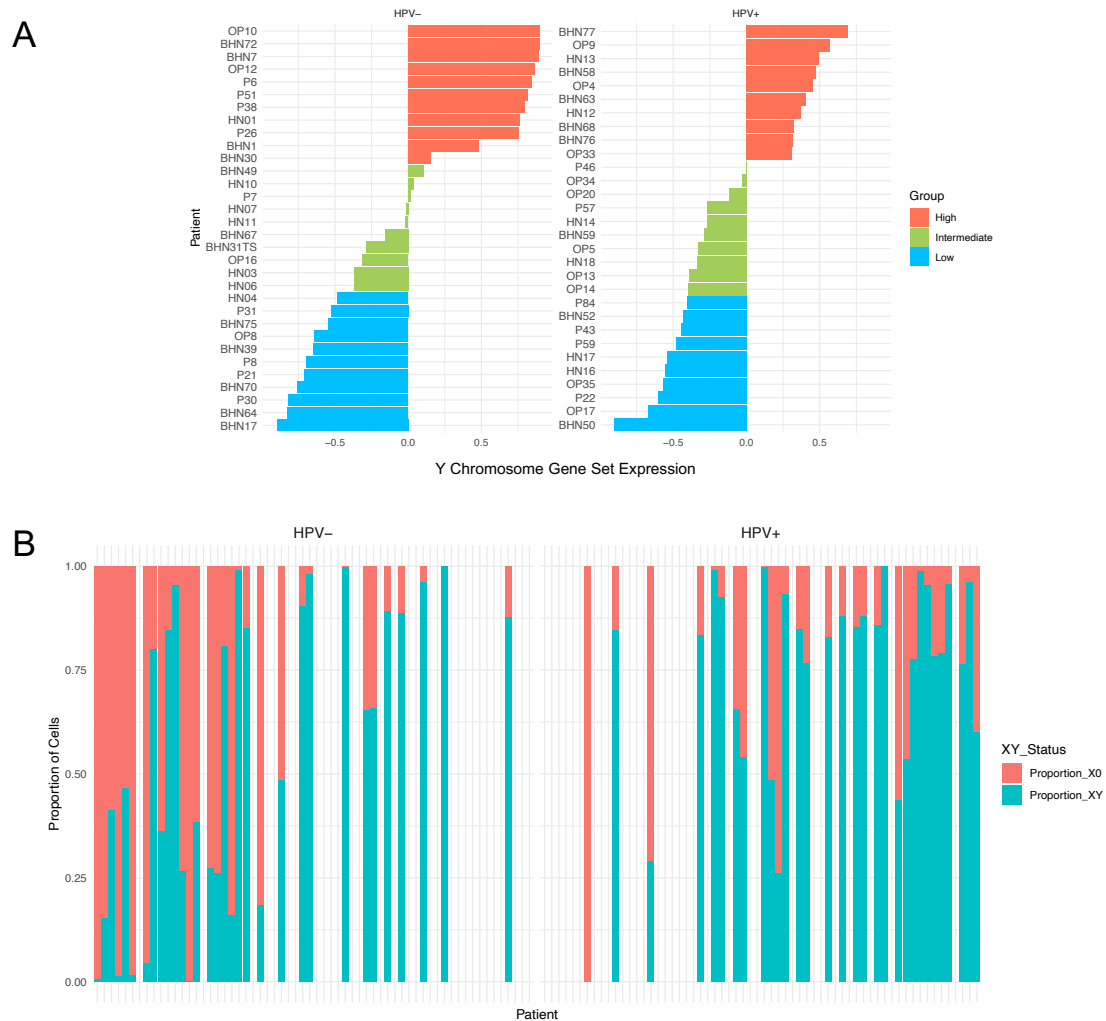 A
HPV−
HPV+
Patient
OP10
BHN72
BHN7
OP12
P6
P51
P38
HN01
P26
BHN1
BHN30
BHN49
HN10
P7
HN07
HN11
BHN67
BHN31TS
OP16
HN03
HN06
HN04
P31
BHN75
OP8
BHN39
P8
P21
BHN70
P30
BHN64
BHN17
−0.5
0.0
0.5
BHN77
OP9
HN13
BHN58
OP4
BHN63
HN12
BHN68
BHN76
OP33
P46
OP34
OP20
P57
HN14
BHN59
OP5
HN18
OP13
OP14
P84
BHN52
P43
P59
HN17
HN16
OP35
P22
OP17
BHN50
−0.5
0.0
0.5
Y Chromosome Gene Set Expression
Group
High
Intermediate
Low
B
HPV−
HPV+
Proportion of Cells
1.00
0.75
0.50
0.25
0.00
Patient
XY_Status
Proportion_X0
Proportion_XY